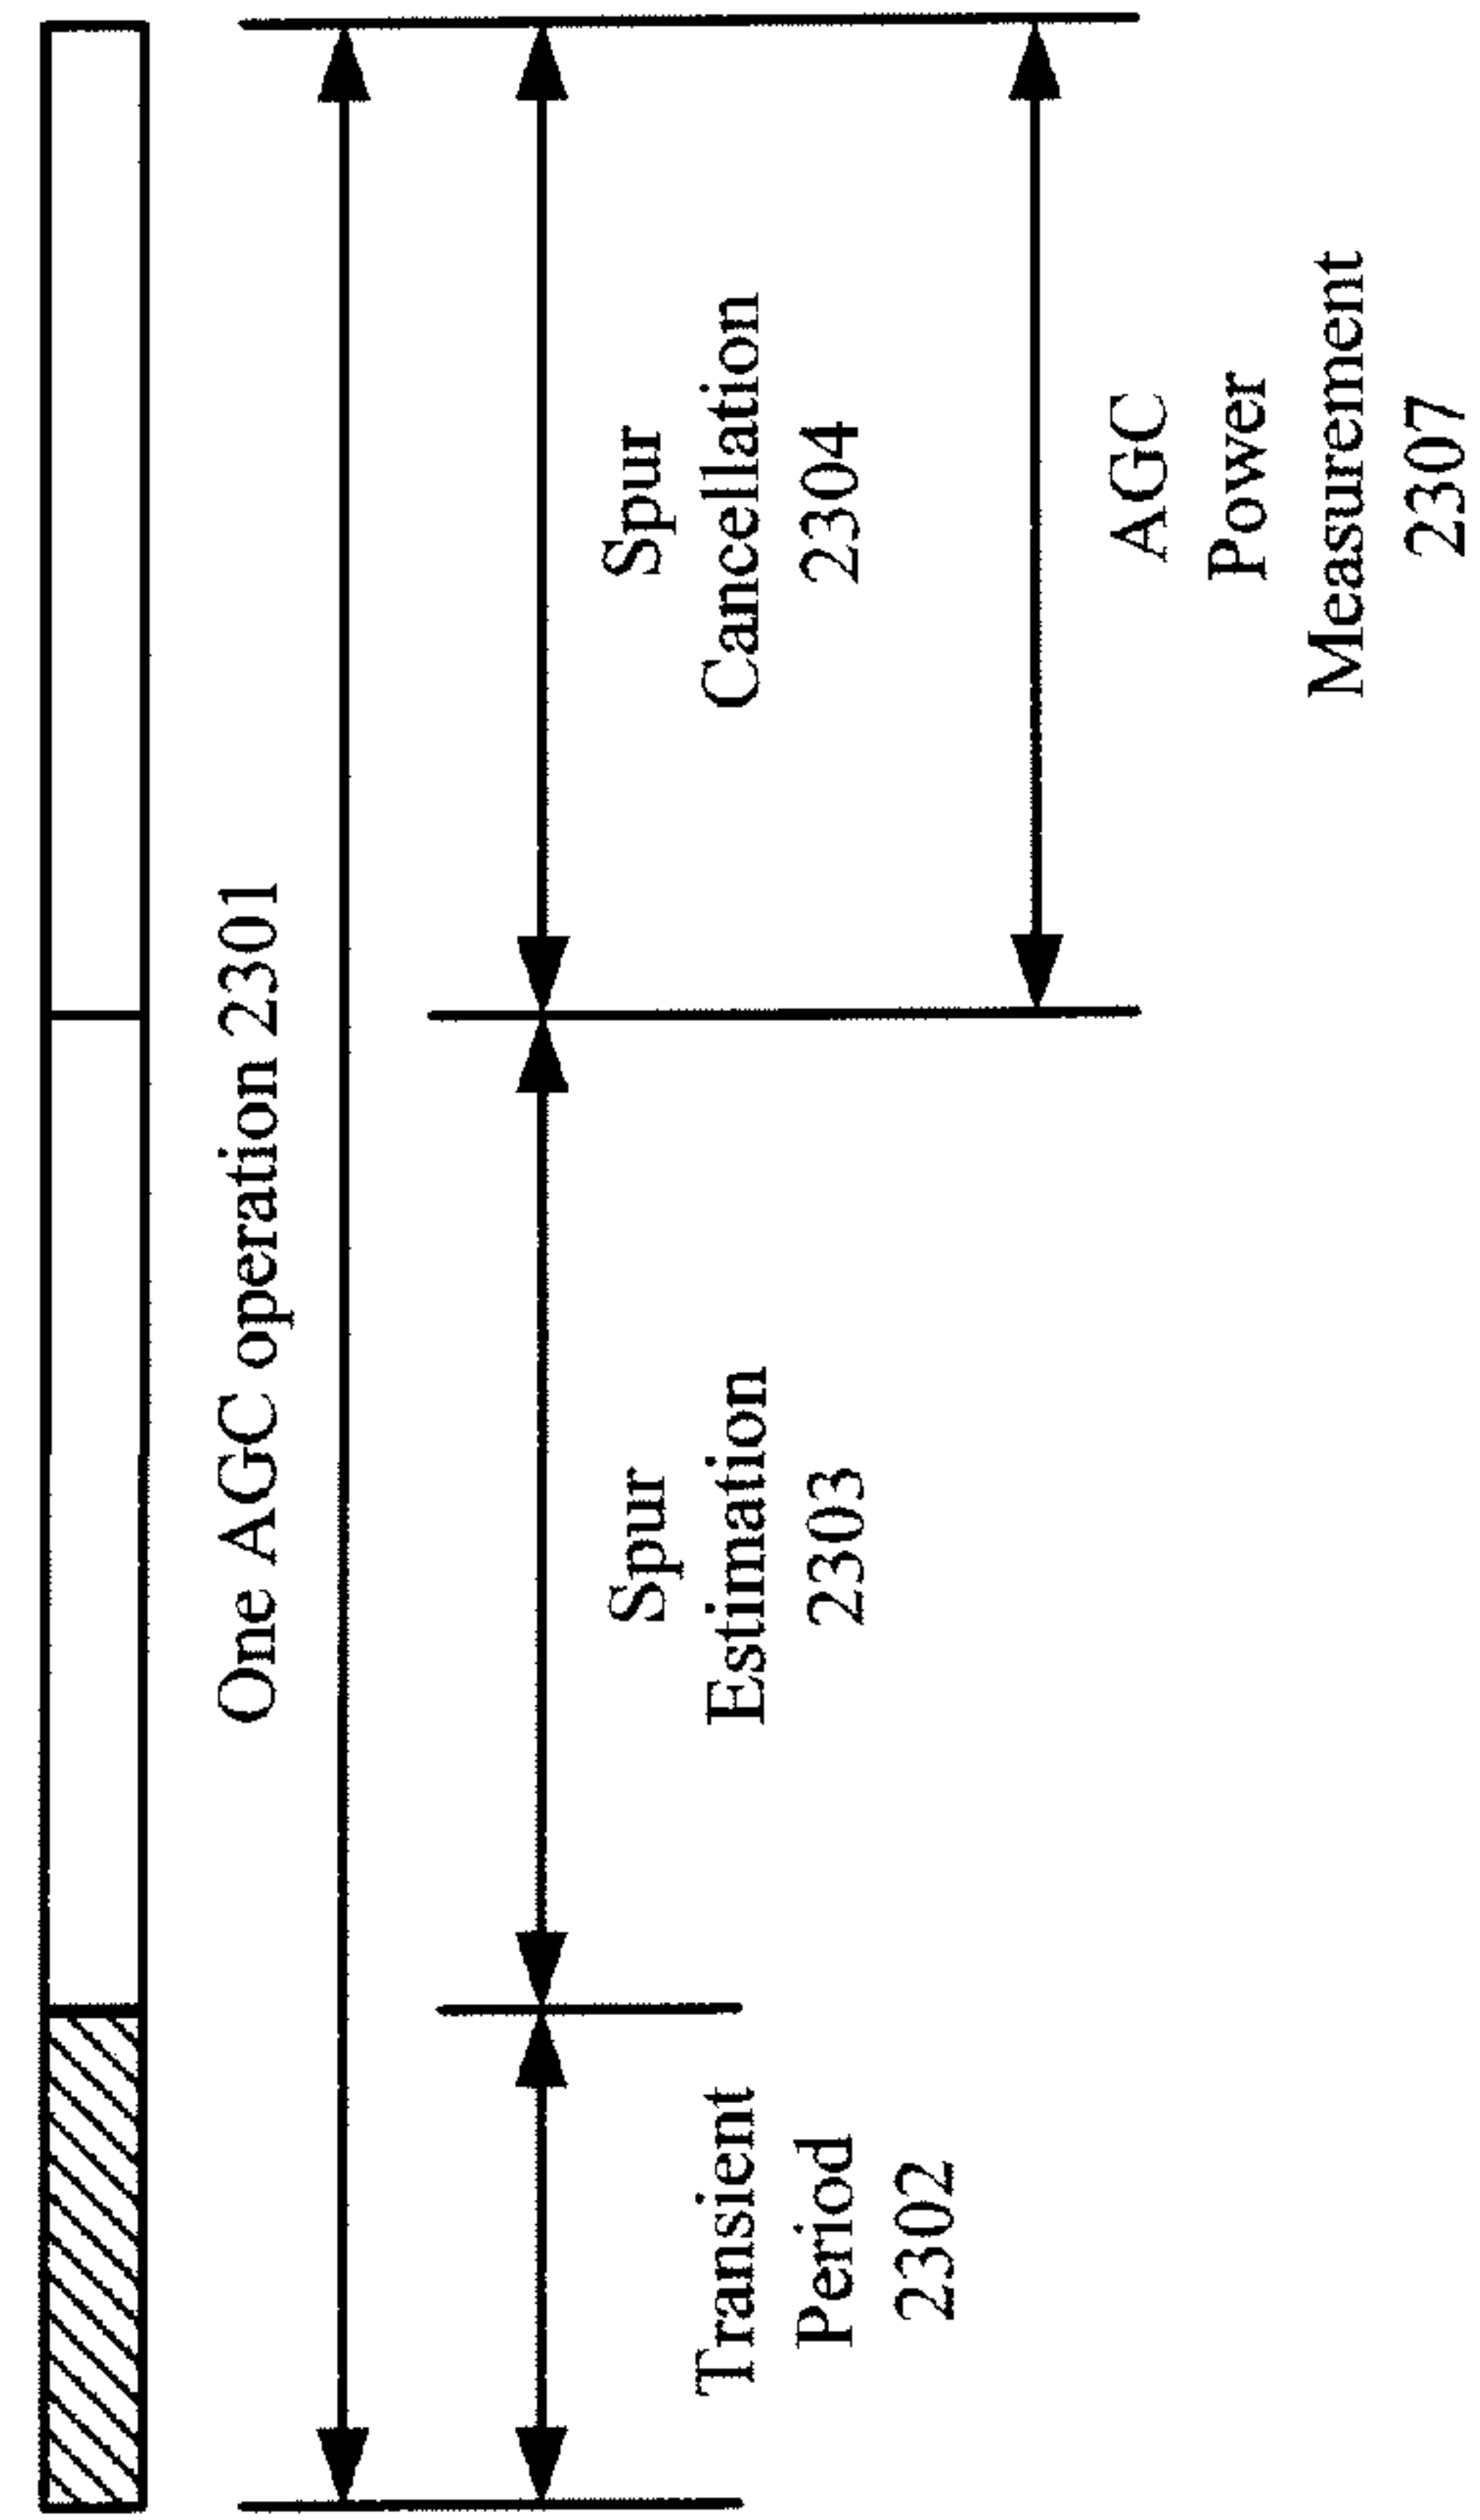 One AGC operation 2301
Transient
Period
2302
Spur
Estimation
2303
Spur
Cancellation
2304
AGC
Power
Measurement
2307